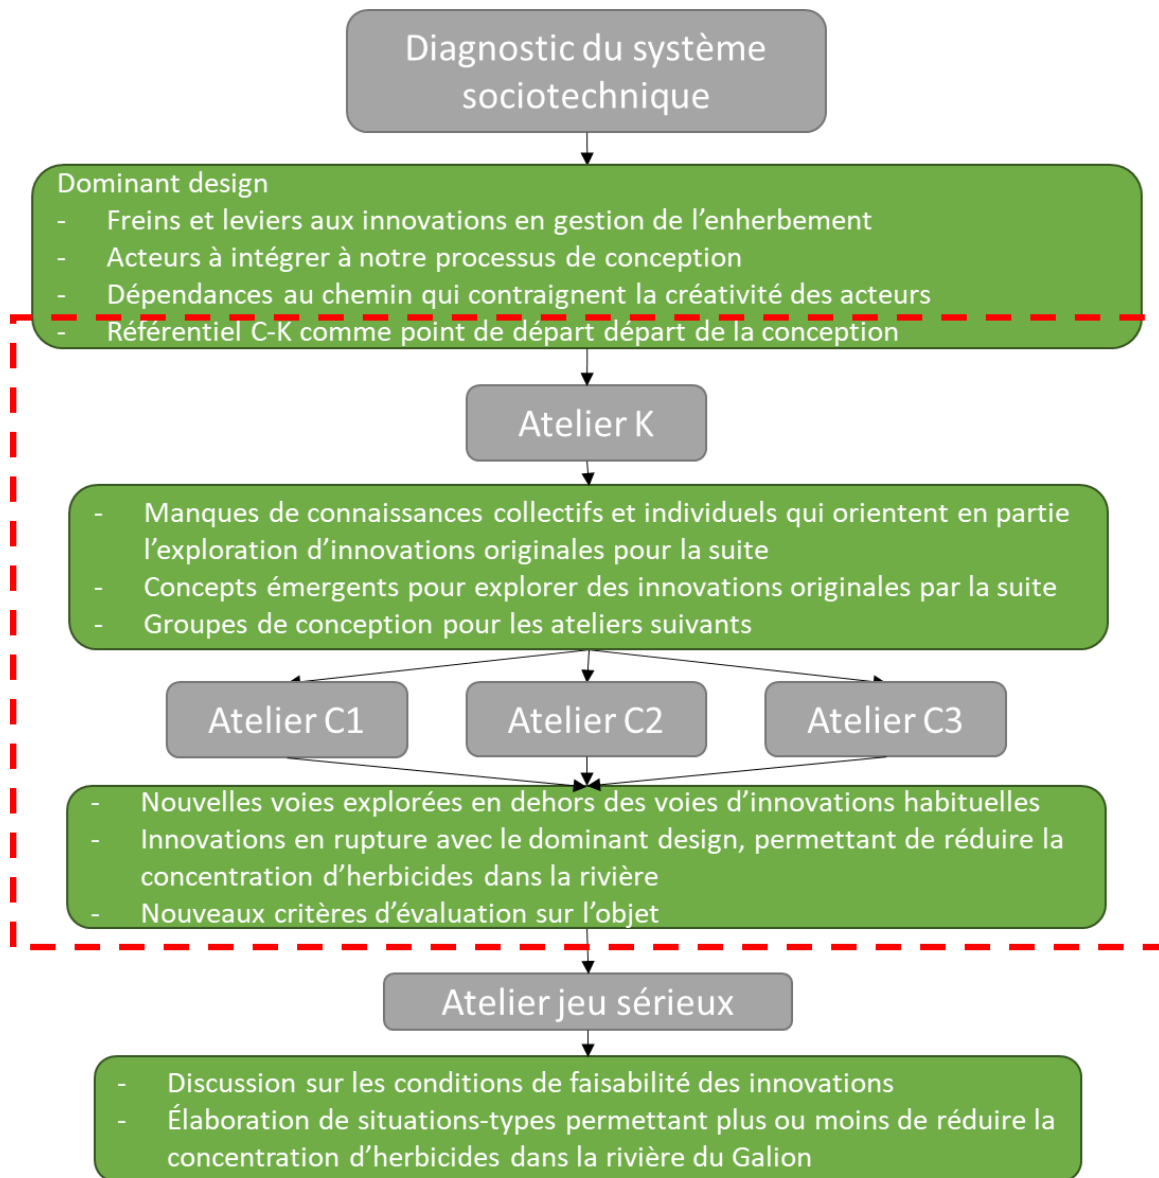 Diagnostic du système
sociotechnique
Dominant design
- Freins et leviers aux innovations en gestion de l’enherbement
- Acteurs à intégrer à notre processus de conception
- Dépendances au chemin qui contraignent la créativité des acteurs
- Référentiel C-K comme point de départ départ de la conception
Atelier K
- Manques de connaissances collectifs et individuels qui orientent en partie
l’exploration d’innovations originales pour la suite
- Concepts émergents pour explorer des innovations originales par la suite
- Groupes de conception pour les ateliers suivants
Atelier C1
Atelier C2
Atelier C3
- Nouvelles voies explorées en dehors des voies d’innovations habituelles
- Innovations en rupture avec le dominant design, permettant de réduire la
concentration d’herbicides dans la rivière
- Nouveaux critères d’évaluation sur l’objet
Atelier jeu sérieux
- Discussion sur les conditions de faisabilité des innovations
- Élaboration de situations-types permettant plus ou moins de réduire la
concentration d’herbicides dans la rivière du Galion